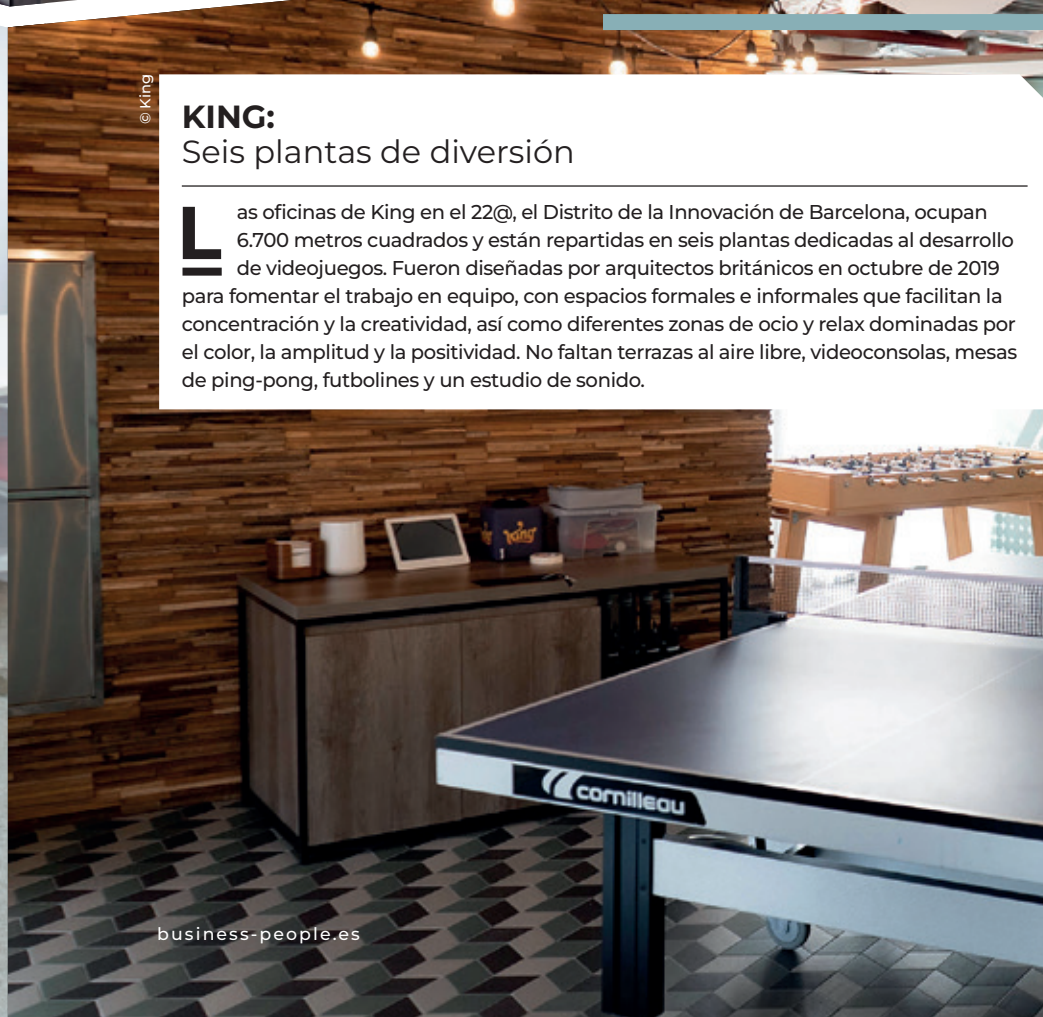 © King
KING:
Seis plantas de diversión
Las oficinas de King en el 22@, el Distrito de la Innovación de Barcelona, ocupan
6.700 metros cuadrados y están repartidas en seis plantas dedicadas al desarrollo
de videojuegos. Fueron diseñadas por arquitectos británicos en octubre de 2019
para fomentar el trabajo en equipo, con espacios formales e informales que facilitan la
concentración y la creatividad, así como diferentes zonas de ocio y relax dominadas por
el color, la amplitud y la positividad. No faltan terrazas al aire libre, videoconsolas, mesas
de ping-pong, futbolines y un estudio de sonido.
king
cornilleau
business-people.es